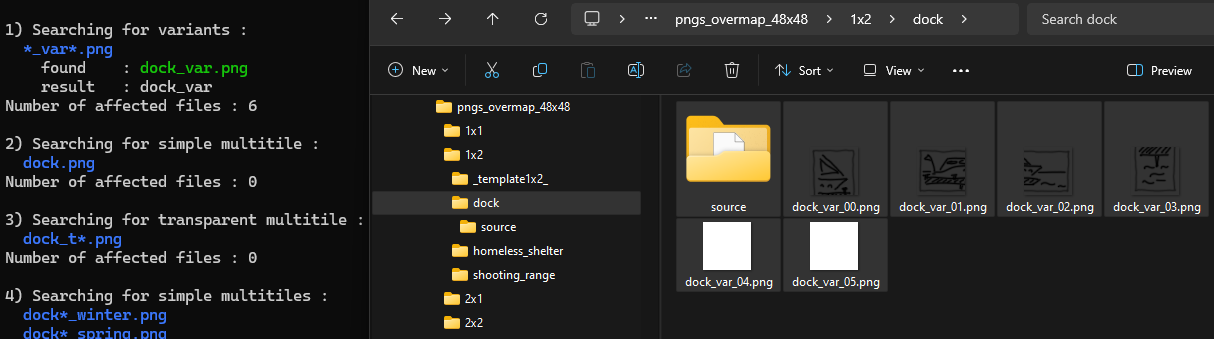 1) Searching for variants :
*_var*.png
found : dock_var.png
result : dock_var
Number of affected files : 6
2) Searching for simple multitile :
dock.png
Number of affected files : 0
3) Searching for transparent multitile :
dock_t*.png
Number of affected files : 0
4) Searching for simple multitiles :
dock*_winter.png
dock*_spring.png
pngs_overmap_48x48 > 1x2 > dock >
Search dock
New
Sort
View
Preview
pngs_overmap_48x48
1x1
1x2
_template1x2_
dock
source
homeless_shelter
shooting_range
2x1
2x2
source
dock_var_00.png
dock_var_01.png
dock_var_02.png
dock_var_03.png
dock_var_04.png
dock_var_05.png